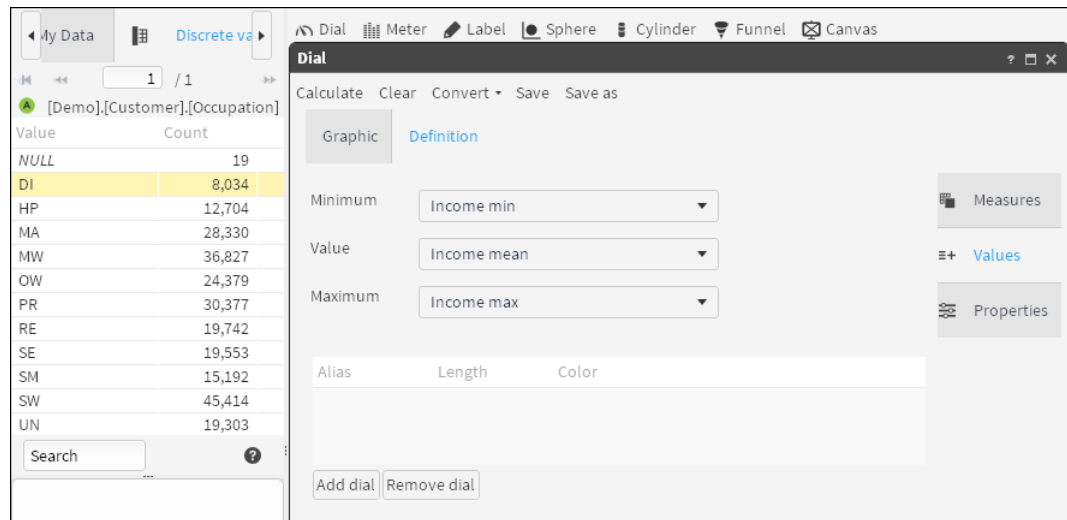 My Data Discrete va
1 / 1
[Demo].[Customer].[Occupation]
Value Count
NULL 19
DI 8,034
HP 12,704
MA 28,330
MW 36,827
OW 24,379
PR 30,377
RE 19,742
SE 19,553
SM 15,192
SW 45,414
UN 19,303
Search
Dial Meter Label Sphere Cylinder Funnel Canvas
Dial
Calculate Clear Convert Save Save as
Graphic Definition
Minimum Income min
Value Income mean
Maximum Income max
Alias Length Color
Add dial Remove dial
Measures
Values
Properties